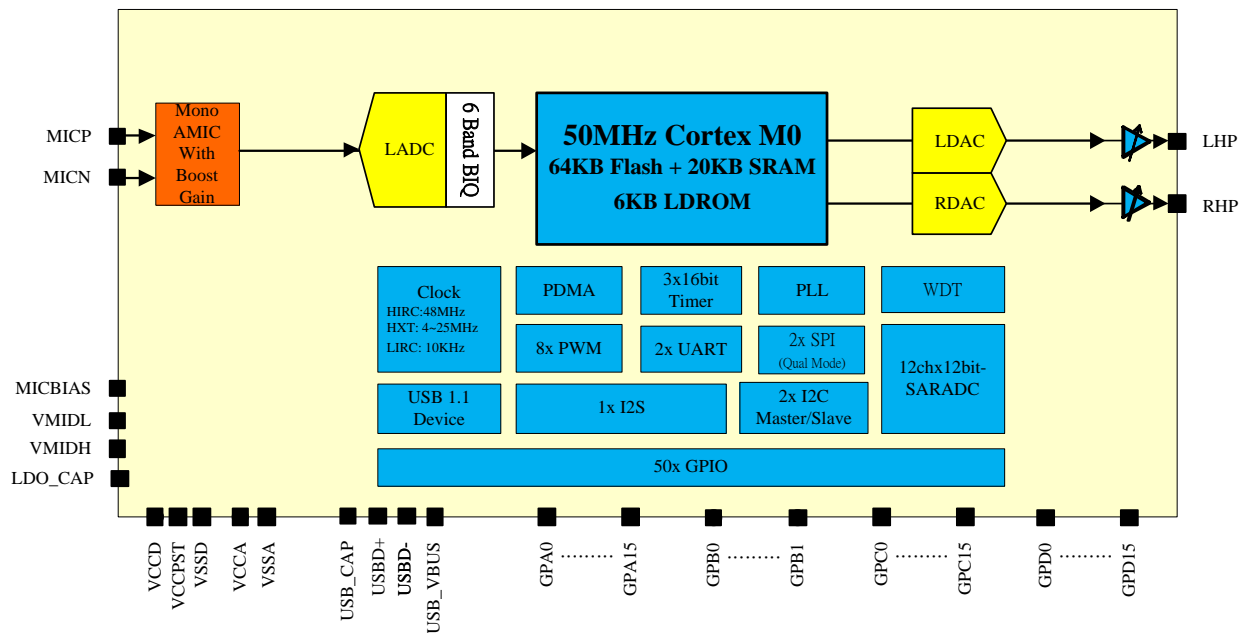 MICP
MICN
Mono
AMIC
With
Boost
Gain
LADC
6 Band BIQ
50MHz Cortex M0
64KB Flash + 20KB SRAM
6KB LDROM
LDAC
RDAC
LHP
RHP
Clock
HIRC:48MHz
HXT: 4~25MHz
LIRC: 10KHz
PDMA
3x16bit
Timer
PLL
WDT
8x PWM
2x UART
2x SPI
(Qual Mode)
12chx12bit-
SARADC
USB 1.1
Device
1x I2S
2x I2C
Master/Slave
50x GPIO
MICBIAS
VMIDL
VMIDH
LDO_CAP
VCCD
VCCPST
VSSD
VCCA
VSSA
USB_CAP
USBD+
USBD-
USB_VBUS
GPA0 ......... GPA15
GPB0 ......... GPB1
GPC0 ......... GPC15
GPD0 ......... GPD15